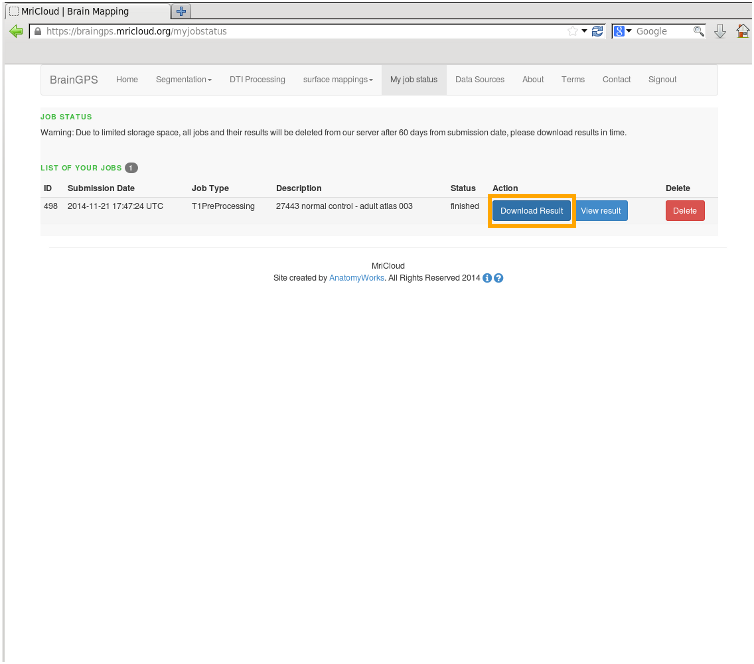 MriCloud | Brain Mapping
https://braingps.mricloud.org/myjobstatus
Google
BrainGPS Home Segmentation DTI Processing surface mappings My job status Data Sources About Terms Contact Signout
JOB STATUS
Warning: Due to limited storage space, all jobs and their results will be deleted from our server after 60 days from submission date, please download results in time.
LIST OF YOUR JOBS 1
ID Submission Date Job Type Description Status Action Delete
498 2014-11-21 17:47:24 UTC T1PreProcessing 27443 normal control - adult atlas 003 finished Download Result View result Delete
MriCloud
Site created by AnatomyWorks. All Rights Reserved 2014